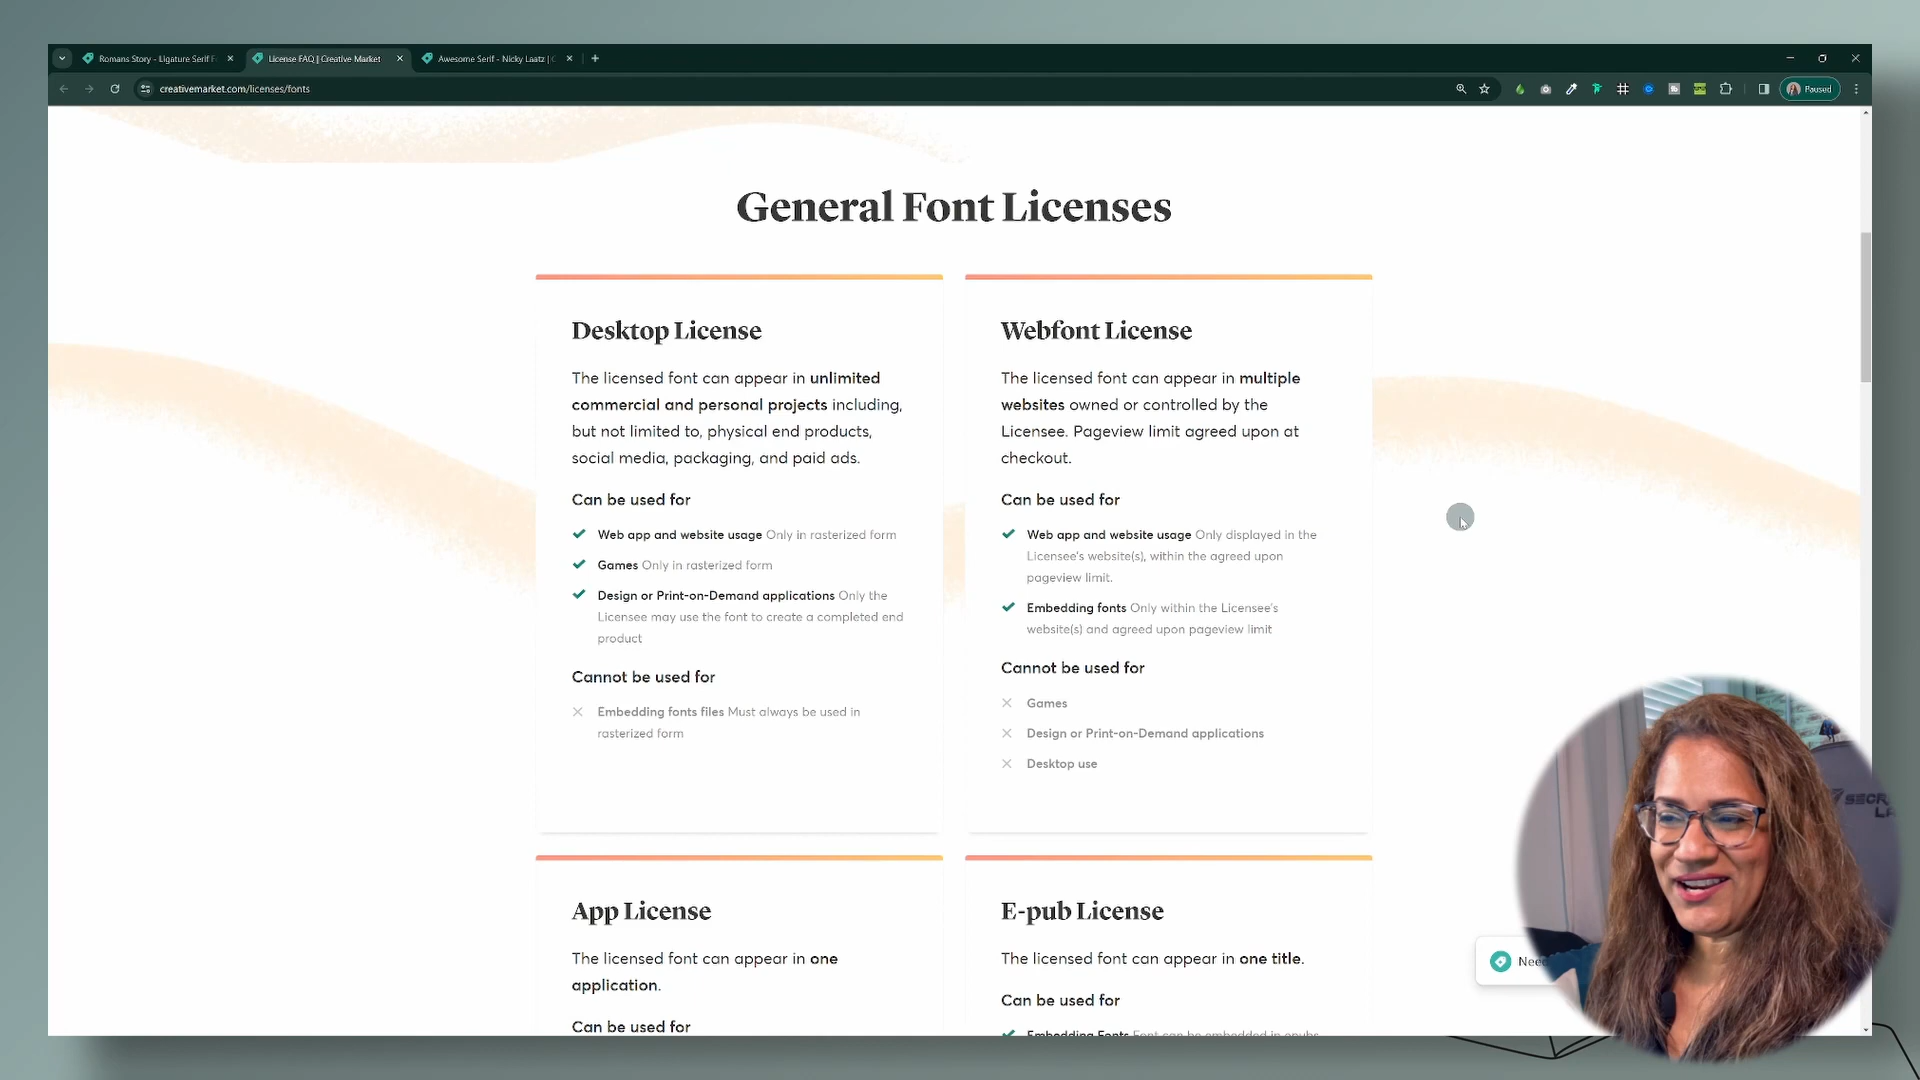 Romans Story - Ligature Serif F
License FAQ | Creative Market
Awesome Serif - Nicky Laatz |
creativemarket.com/licenses/fonts
Paused
General Font Licenses
Desktop License
The licensed font can appear in unlimited
commercial and personal projects including,
but not limited to, physical end products,
social media, packaging, and paid ads.
Can be used for
Web app and website usage Only in rasterized form
Games Only in rasterized form
Design or Print-on-Demand applications Only the
Licensee may use the font to create a completed end
product
Cannot be used for
Embedding fonts files Must always be used in
rasterized form
Webfont License
The licensed font can appear in multiple
websites owned or controlled by the
Licensee. Pageview limit agreed upon at
checkout.
Can be used for
Web app and website usage Only displayed in the
Licensee's website(s), within the agreed upon
pageview limit.
Embedding fonts Only within the Licensee's
website(s) and agreed upon pageview limit
Cannot be used for
Games
Design or Print-on-Demand applications
Desktop use
App License
The licensed font can appear in one
application.
Can be used for
E-pub License
The licensed font can appear in one title.
Can be used for
Embedding Fonts Font can be embedded in epubs
Nee
SECR